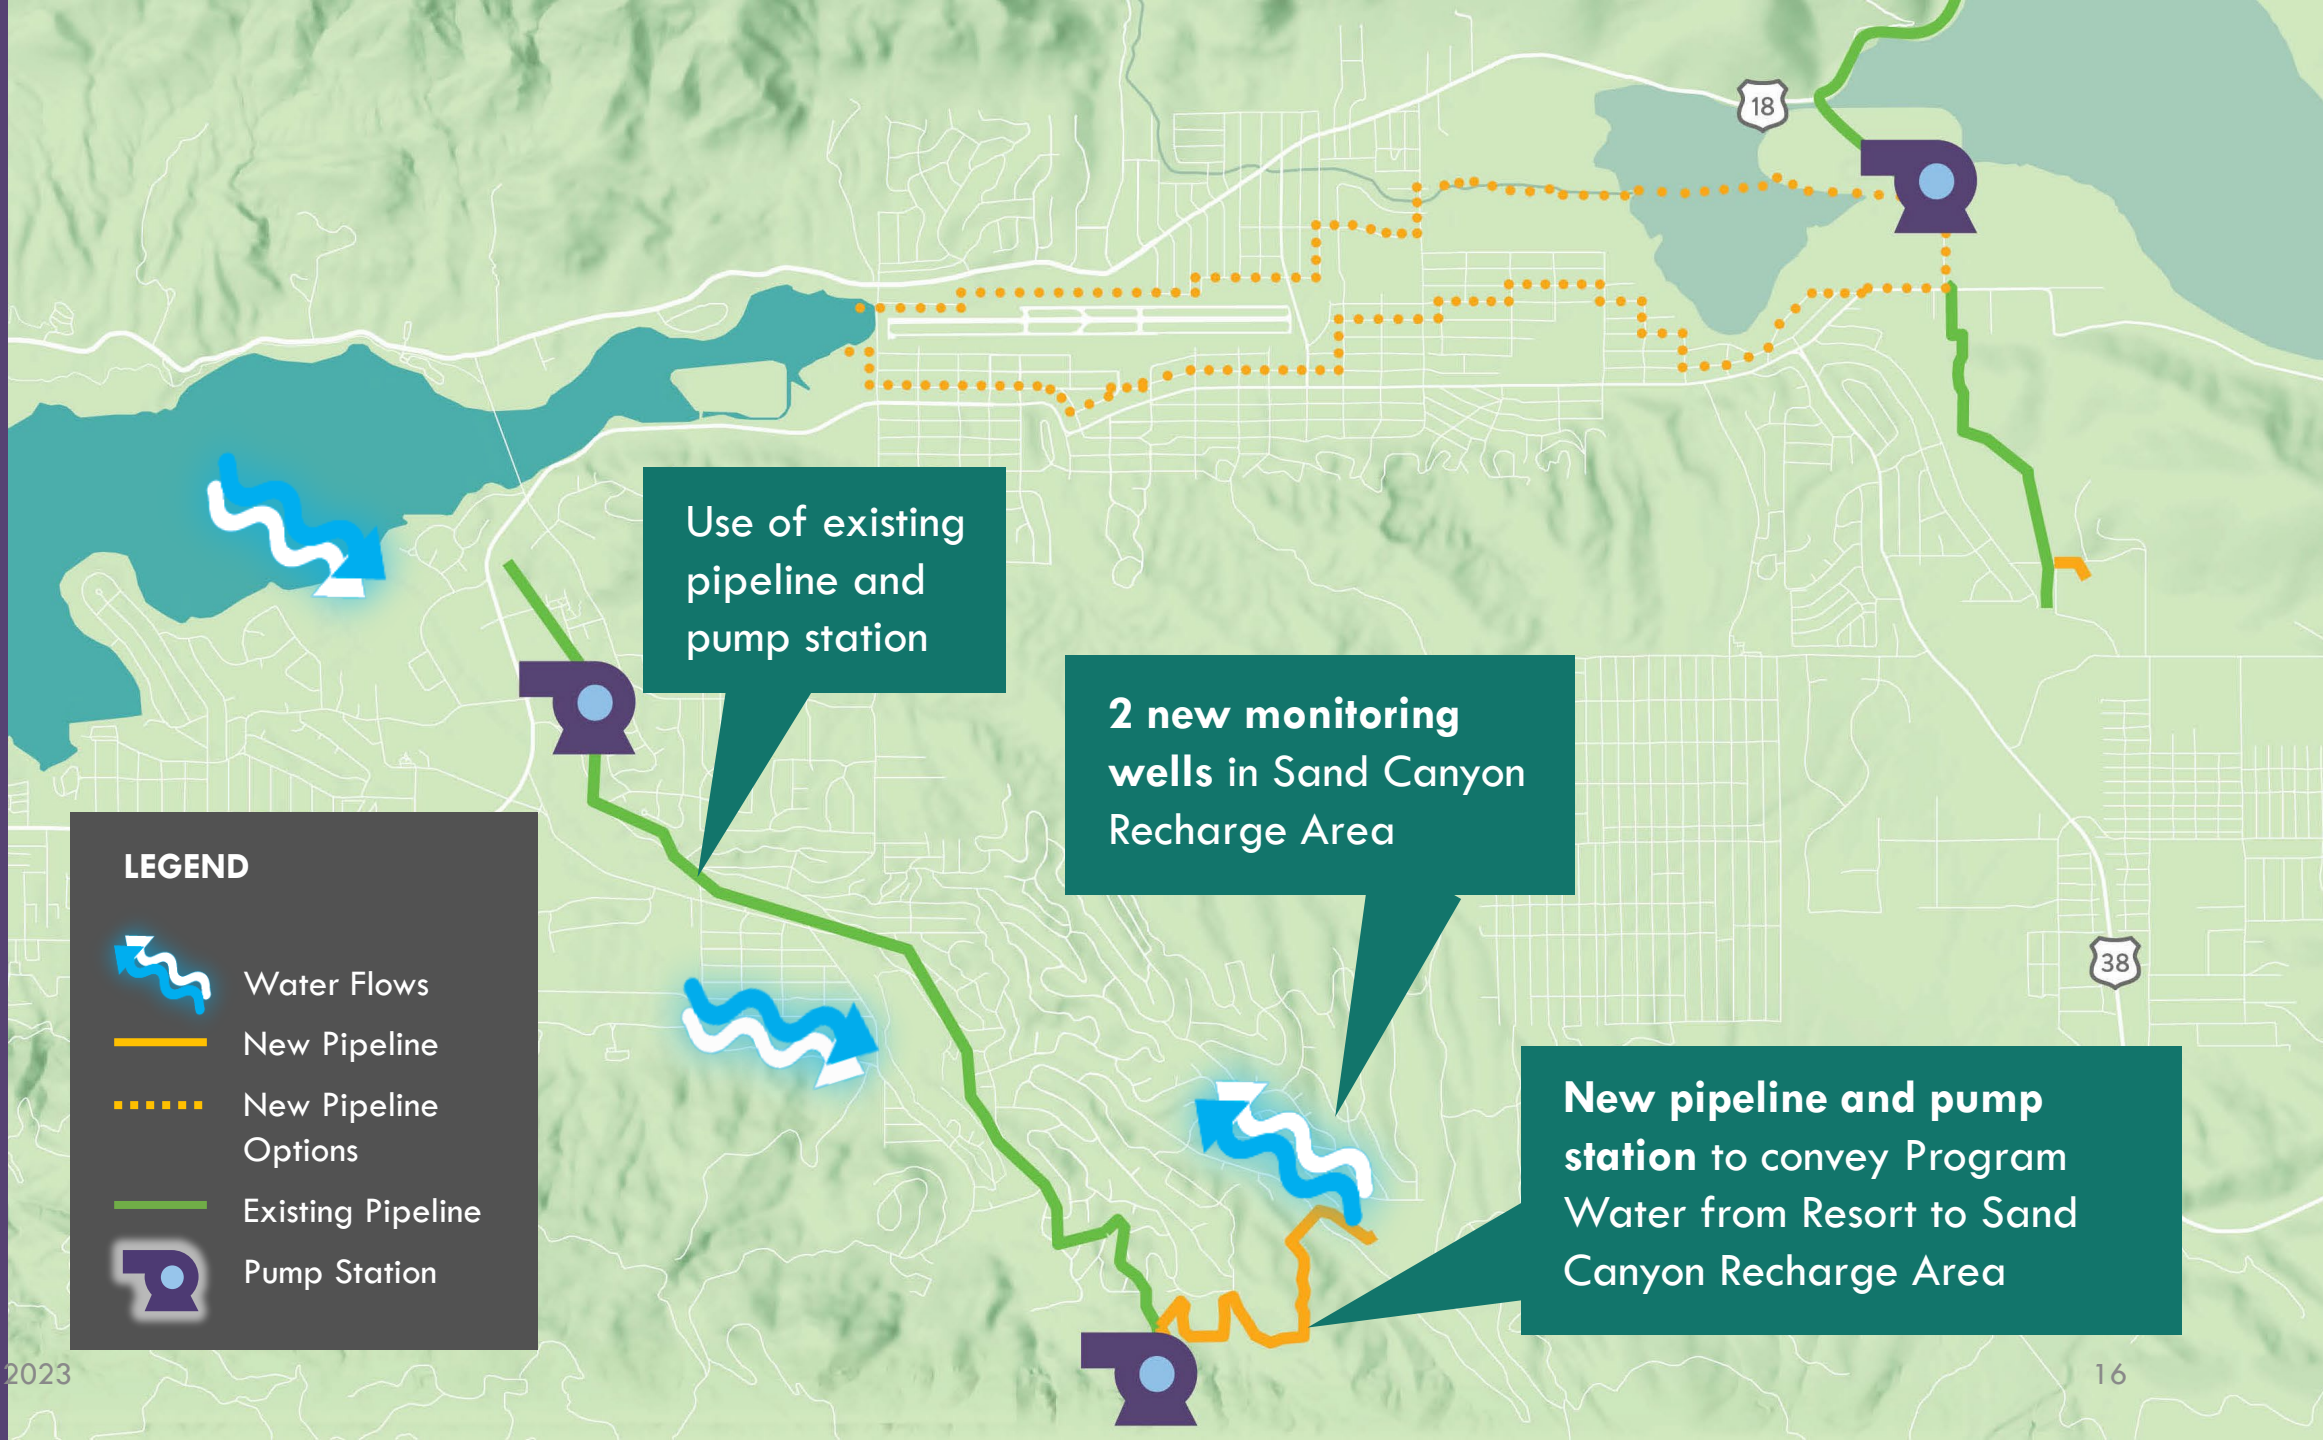 18
Use of existing
pipeline and
pump station
2 new monitoring
wells in Sand Canyon
Recharge Area
LEGEND
Water Flows
New Pipeline
New Pipeline
Options
Existing Pipeline
Pump Station
38
New pipeline and pump
station to convey Program
Water from Resort to Sand
Canyon Recharge Area
2023
16